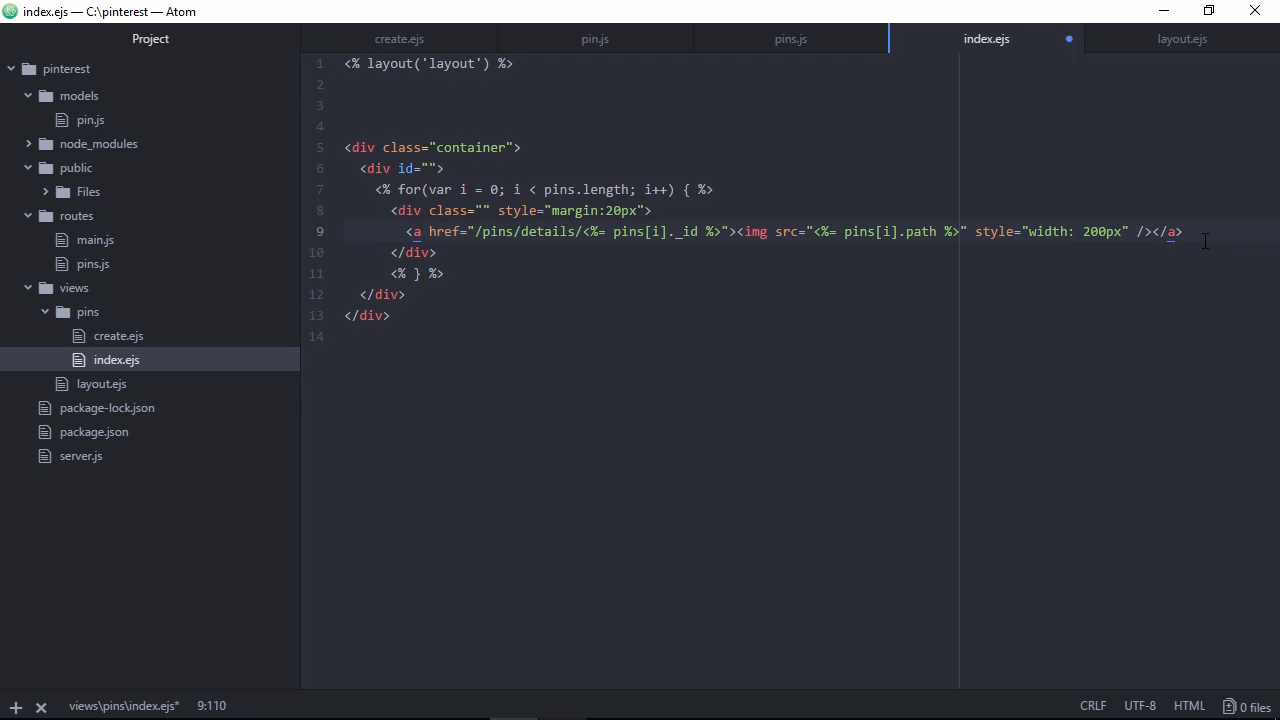 index.ejs — C:\pinterest — Atom
Project
create.ejs
pin.js
pins.js
index.ejs
layout.ejs
pinterest
models
pin.js
node_modules
public
Files
routes
main.js
pins.js
views
pins
create.ejs
index.ejs
layout.ejs
package-lock.json
package.json
server.js
1 <% layout('layout') %>
2
3
4
5 <div class="container">
6 <div id="">
7 <% for(var i = 0; i < pins.length; i++) { %>
8 <div class="" style="margin:20px">
9 <a href="/pins/details/<%= pins[i]._id %>"><img src="<%= pins[i].path %>" style="width: 200px" /></a>
10 </div>
11 <% } %>
12 </div>
13 </div>
14
views\pins\index.ejs* 9:110 CRLF UTF-8 HTML 0 files